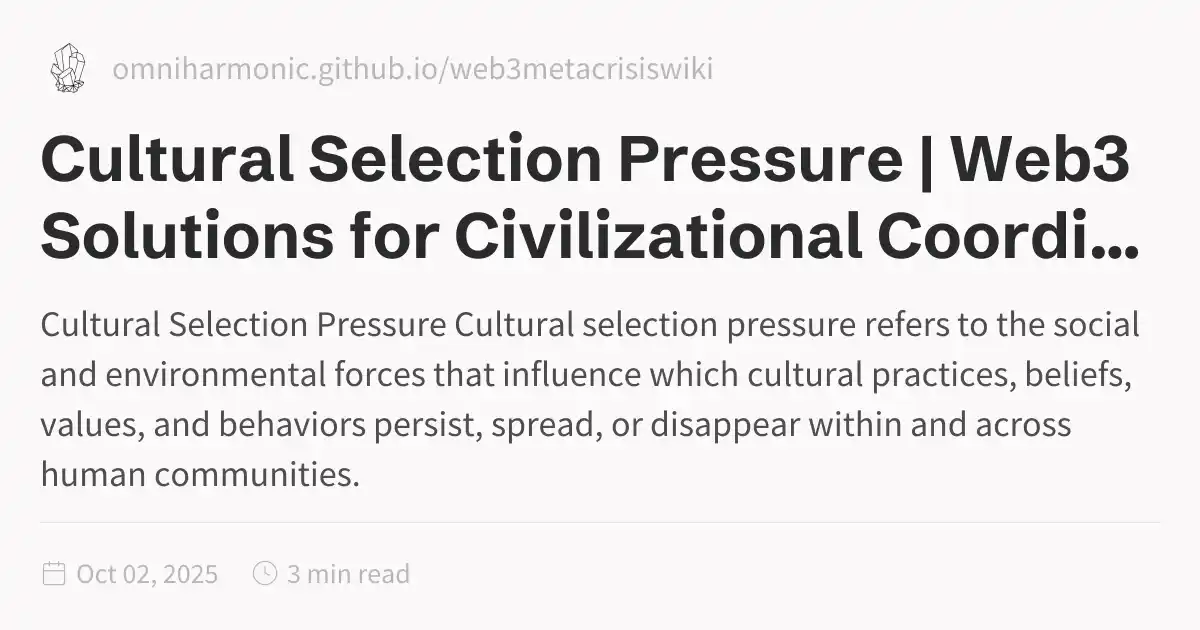 omniharmonic.github.io/web3metacrisiswiki
Cultural Selection Pressure | Web3
Solutions for Civilizational Coordi...
Cultural Selection Pressure Cultural selection pressure refers to the social
and environmental forces that influence which cultural practices, beliefs,
values, and behaviors persist, spread, or disappear within and across
human communities.
Oct 02, 2025 3 min read